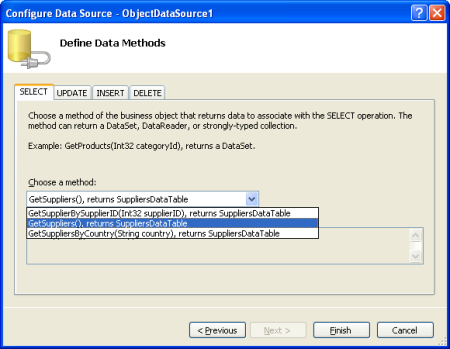 Configure Data Source - ObjectDataSource1
Define Data Methods
SELECT UPDATE INSERT DELETE
Choose a method of the business object that returns data to associate with the SELECT operation. The
method can return a DataSet, DataReader, or strongly-typed collection.
Example: GetProducts(Int32 categoryId), returns a DataSet.
Choose a method:
GetSuppliers(), returns SuppliersDataTable
GetSupplierBySupplierID(Int32 supplierID), returns SuppliersDataTable
GetSuppliers(), returns SuppliersDataTable
GetSuppliersByCountry(String country), returns SuppliersDataTable
< Previous Next > Finish Cancel